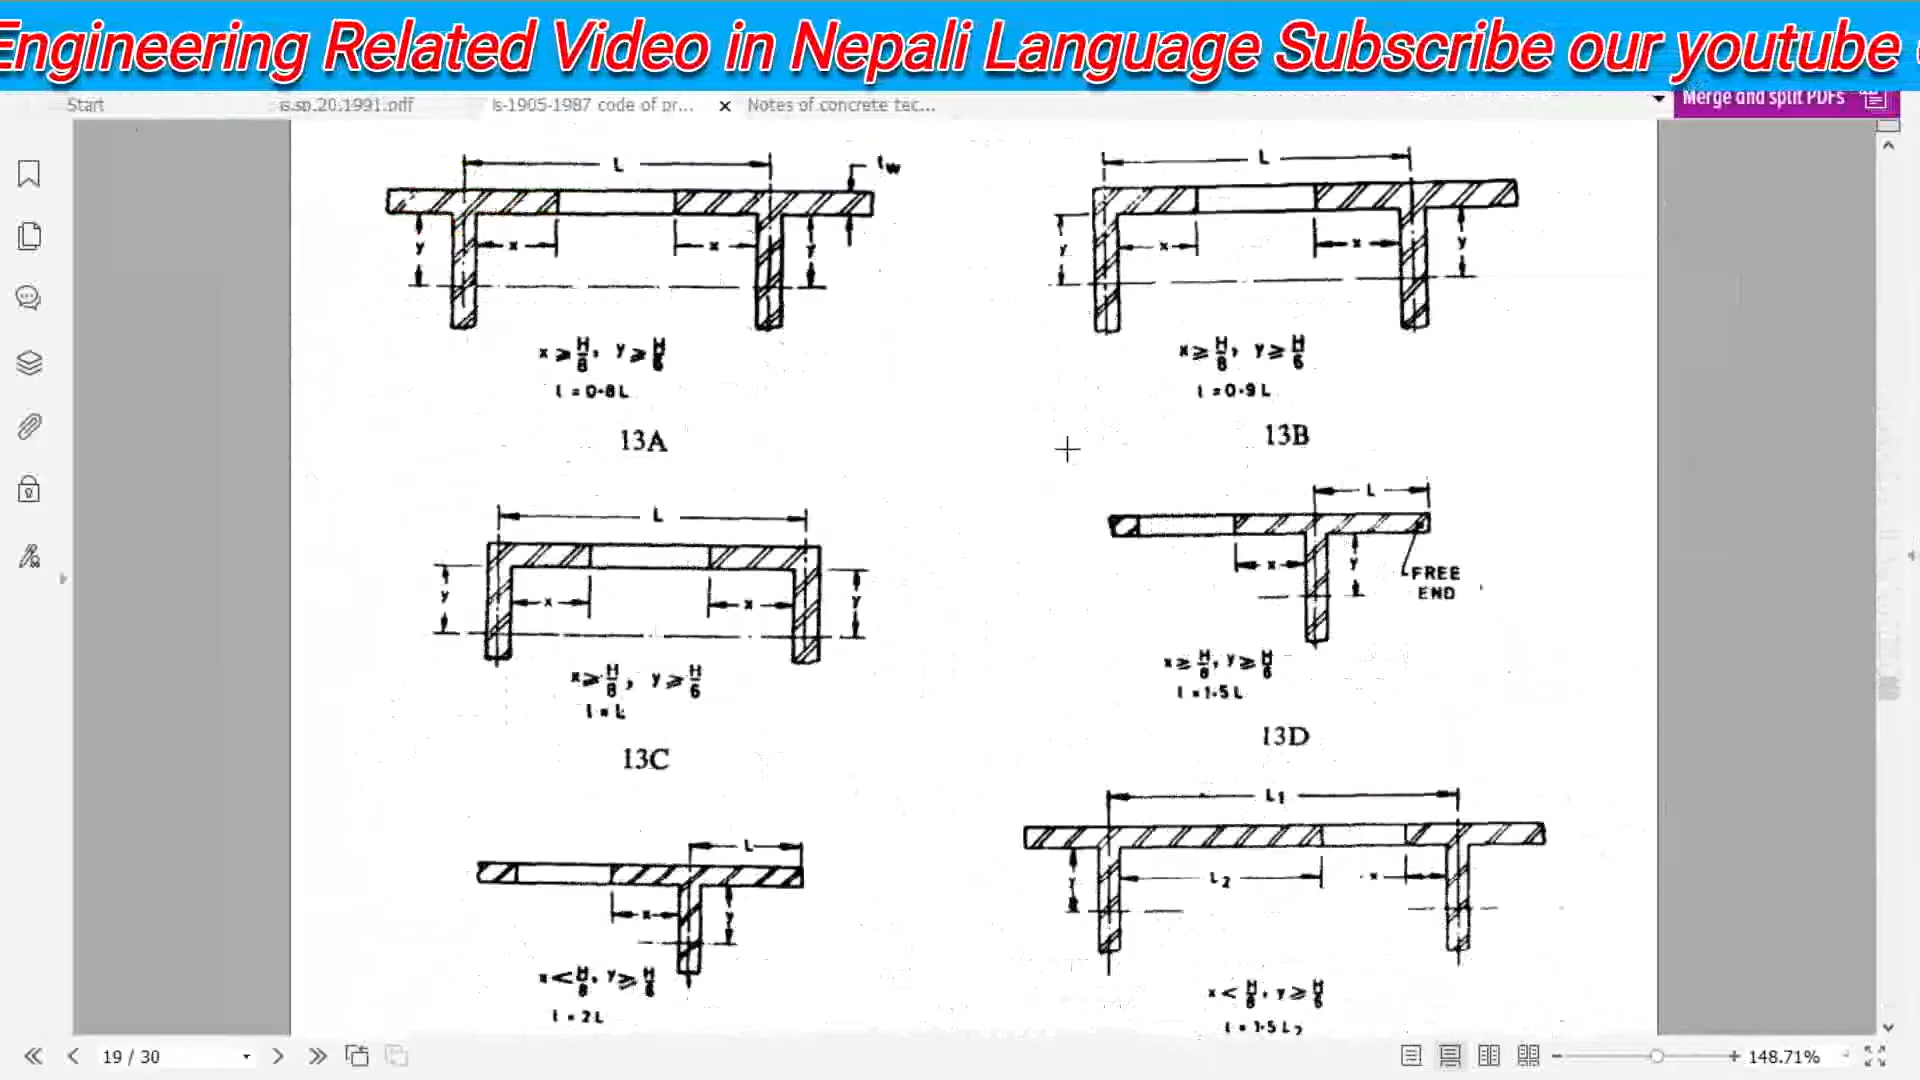 Engineering Related Video in Nepali Language Subscribe our youtube
Start
is.sp.20.1991.pdf
Is-1905-1987 code of pr...
Notes of concrete tec...
Merge and split PDFs
L
t w
y
x
x
y
x ⩾ H/8, y ⩾ H/6
l = 0·8 L
13A
L
y
x
x
y
x ⩾ H/8, y ⩾ H/6
l = 0·9 L
13B
L
y
x
x
y
x ⩾ H/8, y ⩾ H/6
l = L
13C
L
x
y
FREE
END
x ⩾ H/8, y ⩾ H/6
l = 1·5 L
13D
L
x
y
x < H/8, y ⩾ H/6
l = 2L
L1
y
L2
x
x < H/8, y ⩾ H/6
l = 1·5 L2
19 / 30
148.71%